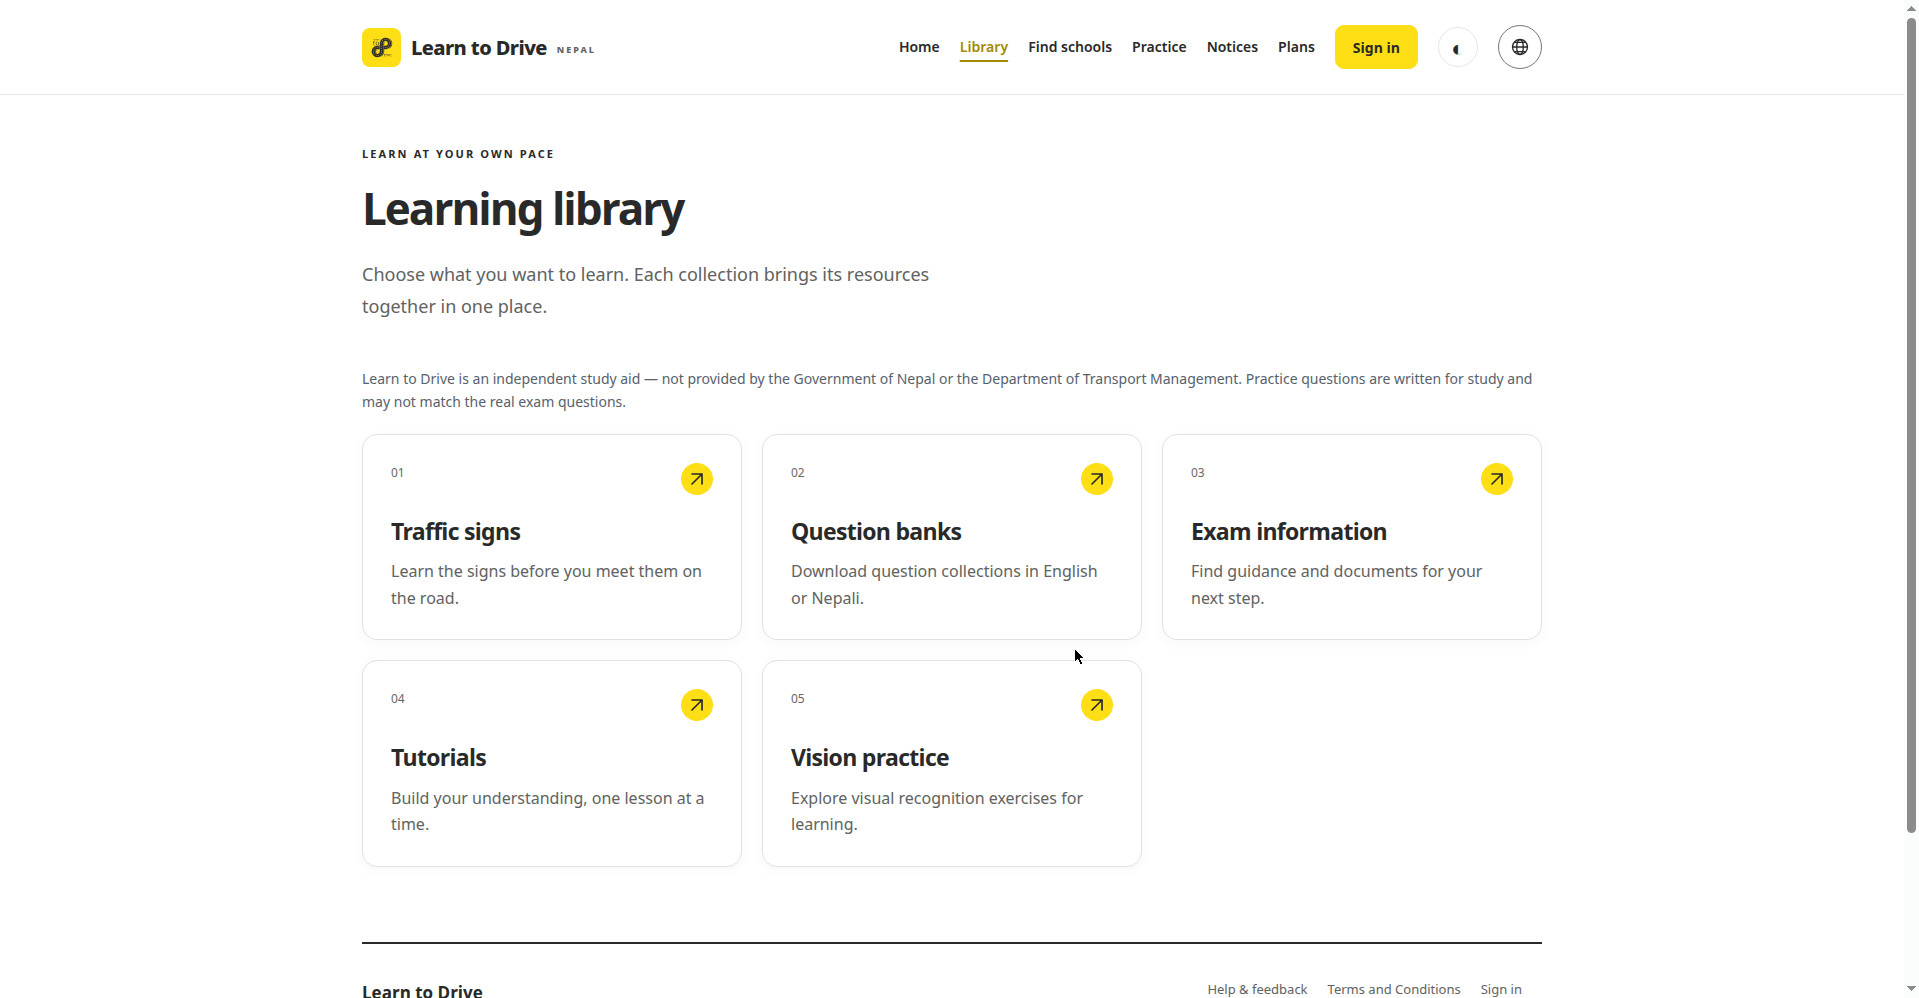 Learn to Drive NEPAL
Home Library Find schools Practice Notices Plans Sign in
LEARN AT YOUR OWN PACE
Learning library
Choose what you want to learn. Each collection brings its resources
together in one place.
Learn to Drive is an independent study aid — not provided by the Government of Nepal or the Department of Transport Management. Practice questions are written for study and
may not match the real exam questions.
01
Traffic signs
Learn the signs before you meet them on
the road.
02
Question banks
Download question collections in English
or Nepali.
03
Exam information
Find guidance and documents for your
next step.
04
Tutorials
Build your understanding, one lesson at a
time.
05
Vision practice
Explore visual recognition exercises for
learning.
Learn to Drive
Help & feedback Terms and Conditions Sign in